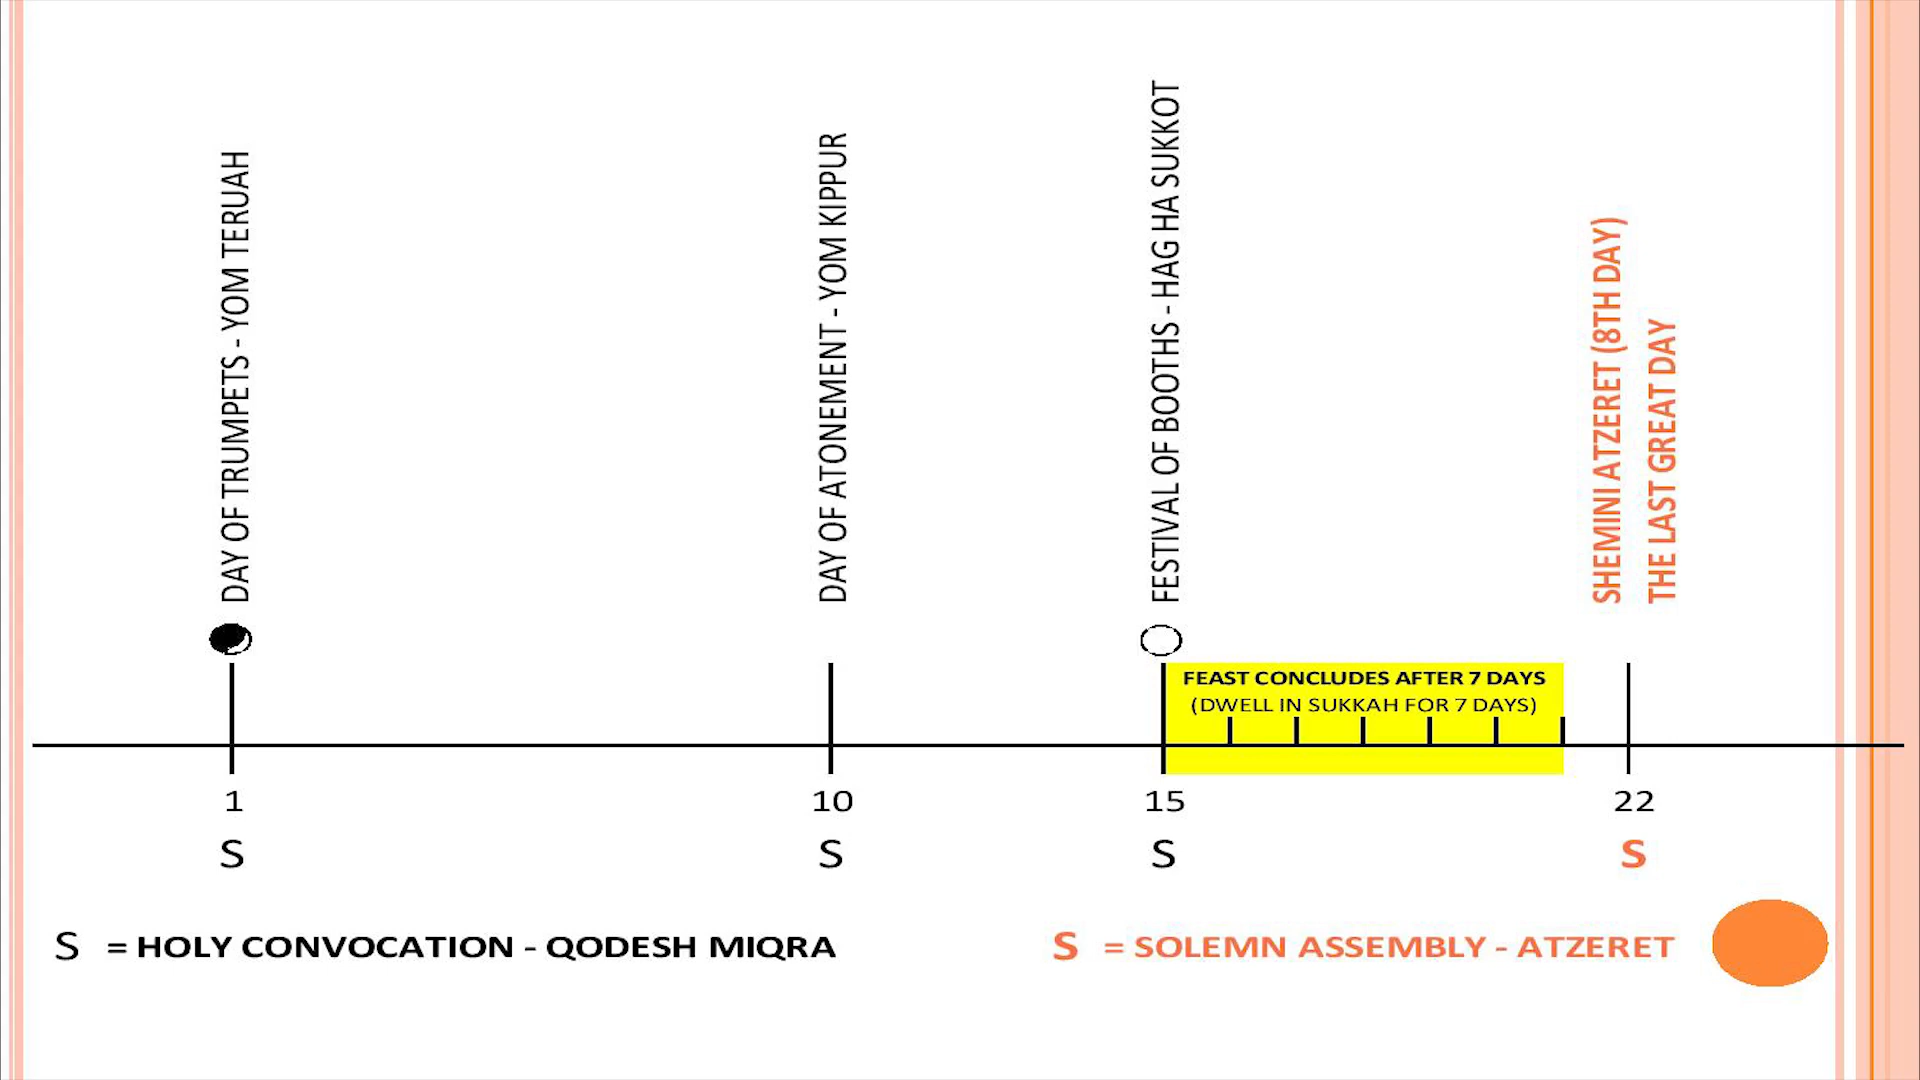 DAY OF TRUMPETS - YOM TERUAH
DAY OF ATONEMENT - YOM KIPPUR
FESTIVAL OF BOOTHS - HAG HA SUKKOT
SHEMINI ATZERET (8TH DAY)
THE LAST GREAT DAY
FEAST CONCLUDES AFTER 7 DAYS
(DWELL IN SUKKAH FOR 7 DAYS)
1 10 15 22
S S S S
S = HOLY CONVOCATION - QODESH MIQRA
S = SOLEMN ASSEMBLY - ATZERET